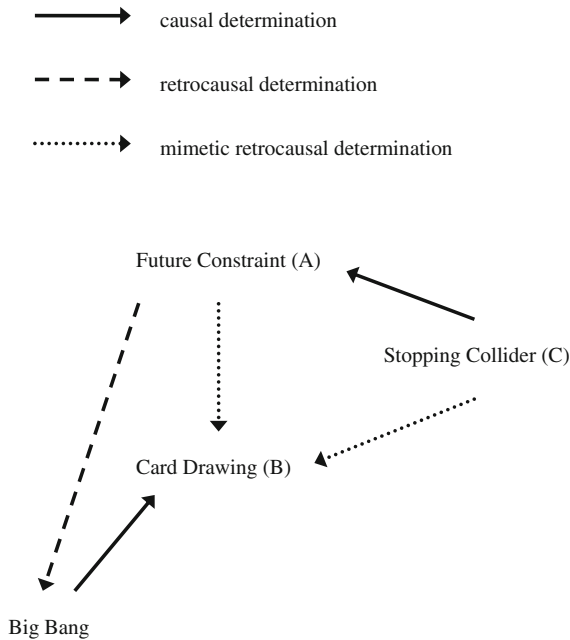 causal determination
retrocausal determination
mimetic retrocausal determination
Future Constraint (A)
Stopping Collider (C)
Card Drawing (B)
Big Bang